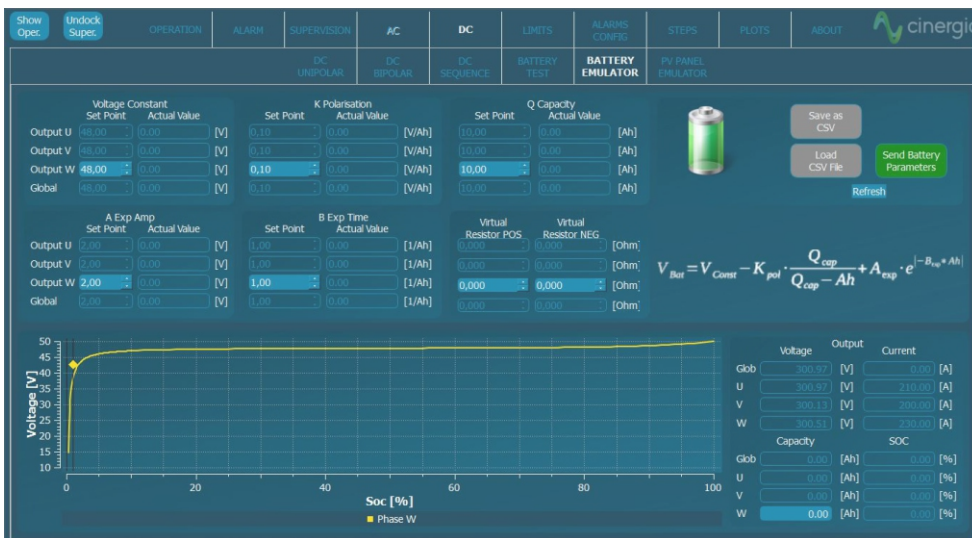 Show Oper.
Undock Super.
OPERATION
ALARM
SUPERVISION
AC
DC
LIMITS
ALARMS CONFIG
STEPS
PLOTS
ABOUT
cinergia
DC UNIPOLAR
DC BIPOLAR
DC SEQUENCE
BATTERY TEST
BATTERY EMULATOR
PV PANEL EMULATOR
Voltage Constant
Set Point Actual Value
Output U 48,00 0.00 [V]
Output V 48,00 0.00 [V]
Output W 48,00 0.00 [V]
Global 48,00 0.00 [V]
K Polarisation
Set Point Actual Value
0,10 0.00 [V/Ah]
0,10 0.00 [V/Ah]
0,10 0.00 [V/Ah]
0,10 0.00 [V/Ah]
Q Capacity
Set Point Actual Value
10,00 0.00 [Ah]
10,00 0.00 [Ah]
10,00 0.00 [Ah]
10,00 0.00 [Ah]
Save as CSV
Load CSV File
Send Battery Parameters
Refresh
A Exp Amp
Set Point Actual Value
Output U 2,00 0.00 [V]
Output V 2,00 0.00 [V]
Output W 2,00 0.00 [V]
Global 2,00 0.00 [V]
B Exp Time
Set Point Actual Value
1,00 0.00 [1/Ah]
1,00 0.00 [1/Ah]
1,00 0.00 [1/Ah]
1,00 0.00 [1/Ah]
Virtual Resistor POS Virtual Resistor NEG
0,000 0,000 [Ohm]
0,000 0,000 [Ohm]
0,000 0,000 [Ohm]
0,000 0,000 [Ohm]
V Bat = V Const − K pol · Q cap / Q cap − Ah + A exp · e |−B exp * Ah|
Voltage [V]
50
45
40
35
30
25
20
15
10
0 20 40 60 80 100
Soc [%]
Phase W
Output
Voltage Current
Glob 300.97 [V] 0.00 [A]
U 300.97 [V] 210.00 [A]
V 300.13 [V] 200.00 [A]
W 300.51 [V] 230.00 [A]
Capacity SOC
Glob 0.00 [Ah] 0.00 [%]
U 0.00 [Ah] 0.00 [%]
V 0.00 [Ah] 0.00 [%]
W 0.00 [Ah] 0.00 [%]